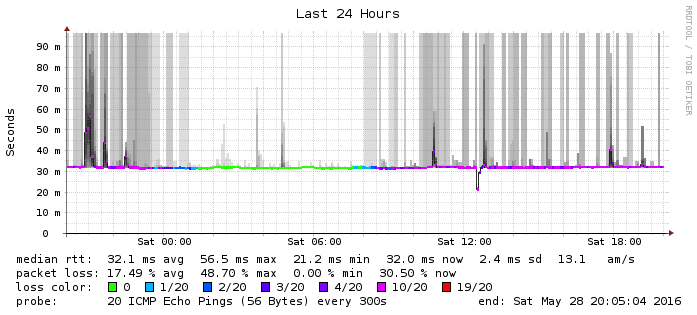 Last 24 Hours
RRDTOOL / TOBI OETIKER
Seconds
90 m
80 m
70 m
60 m
50 m
40 m
30 m
20 m
10 m
0
Sat 00:00 Sat 06:00 Sat 12:00 Sat 18:00
median rtt: 32.1 ms avg 56.5 ms max 21.2 ms min 32.0 ms now 2.4 ms sd 13.1 am/s
packet loss: 17.49 % avg 48.70 % max 0.00 % min 30.50 % now
loss color: 0 1/20 2/20 3/20 4/20 10/20 19/20
probe: 20 ICMP Echo Pings (56 Bytes) every 300s end: Sat May 28 20:05:04 2016